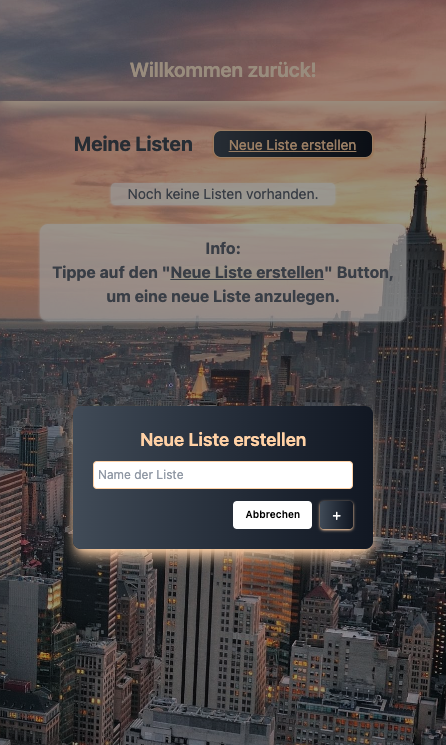 Willkommen zurück!
Meine Listen
Neue Liste erstellen
Noch keine Listen vorhanden.
Info:
Tippe auf den "Neue Liste erstellen" Button,
um eine neue Liste anzulegen.
Neue Liste erstellen
Name der Liste
Abbrechen
+